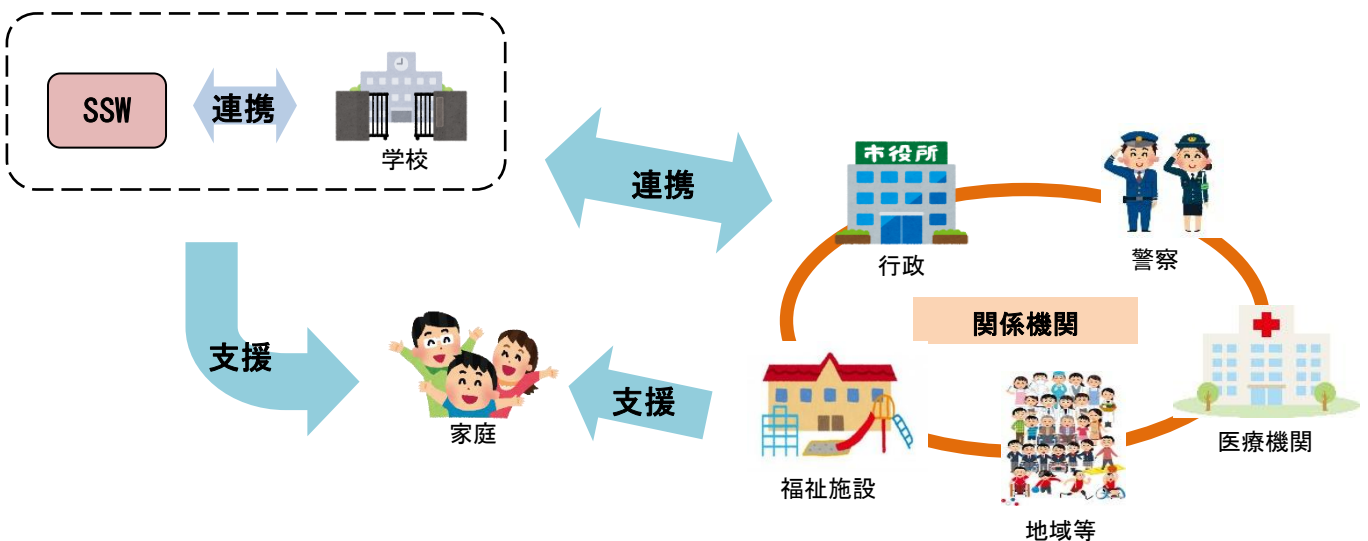 SSW
連携
学校
連携
市役所
行政
警察
関係機関
支援
家庭
支援
福祉施設
地域等
医療機関